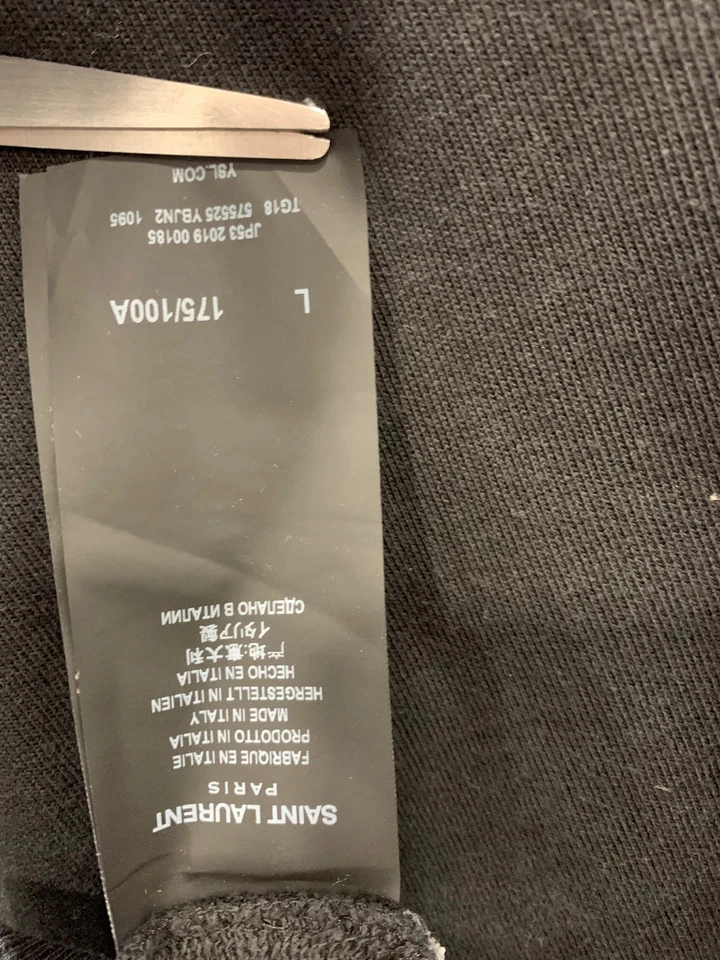 SAINT LAURENT
PARIS
FABRIQUE EN ITALIE
PRODOTTO IN ITALIA
MADE IN ITALY
HERGESTELLT IN ITALIEN
HECHO EN ITALIA
产地:意大利
イタリア製
СДЕЛАНО В ИТАЛИИ
L 175/100A
JP53 2019 00185
TG18 575525 YBJN2 1095
YSL.COM